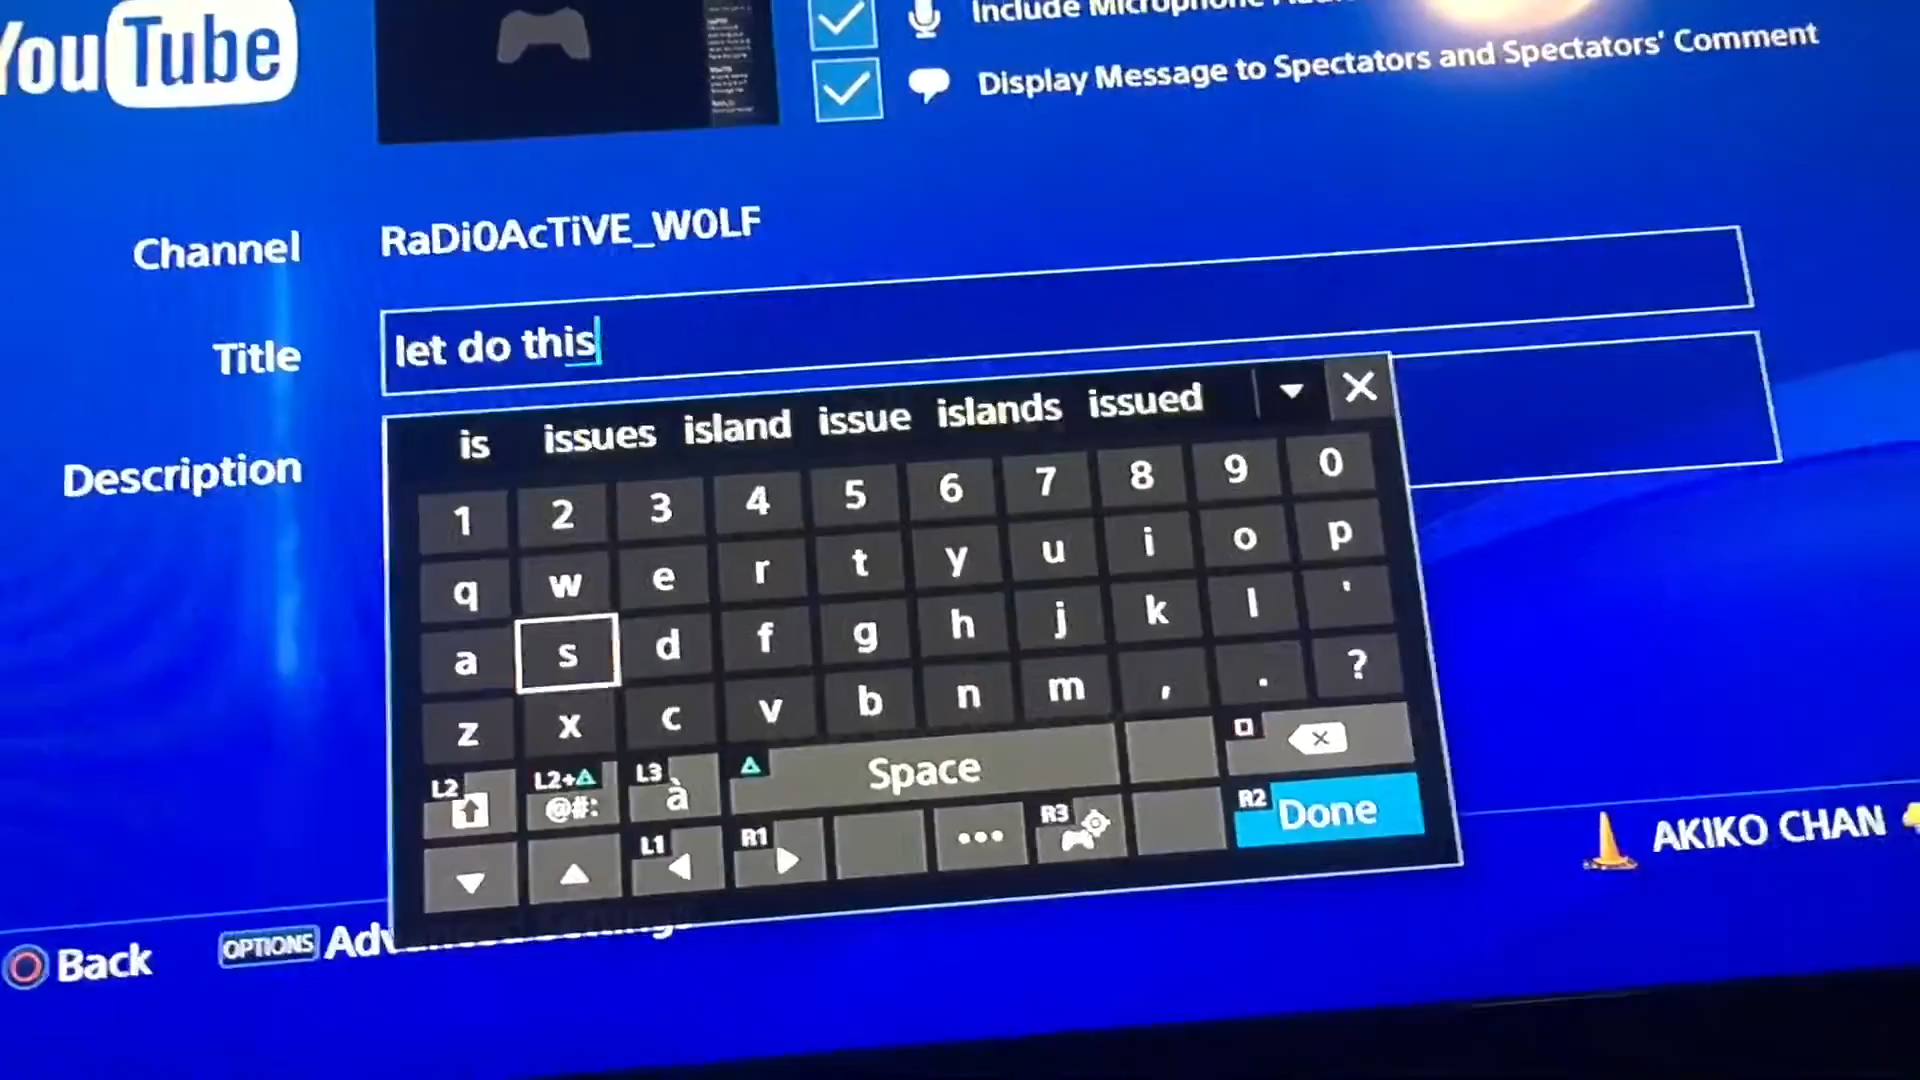 YouTube
Include Microphone
Display Message to Spectators and Spectators' Comment
Channel RaDi0AcTiVE_W0LF
Title let do this
Description
is issues island issue islands issued
1 2 3 4 5 6 7 8 9 0
q w e r t y u i o p
a s d f g h j k l '
z x c v b n m , . ?
L2 L2+△ @#: L3 à △ Space
L1 R1 ... R3 R2 Done
AKIKO CHAN
Back OPTIONS